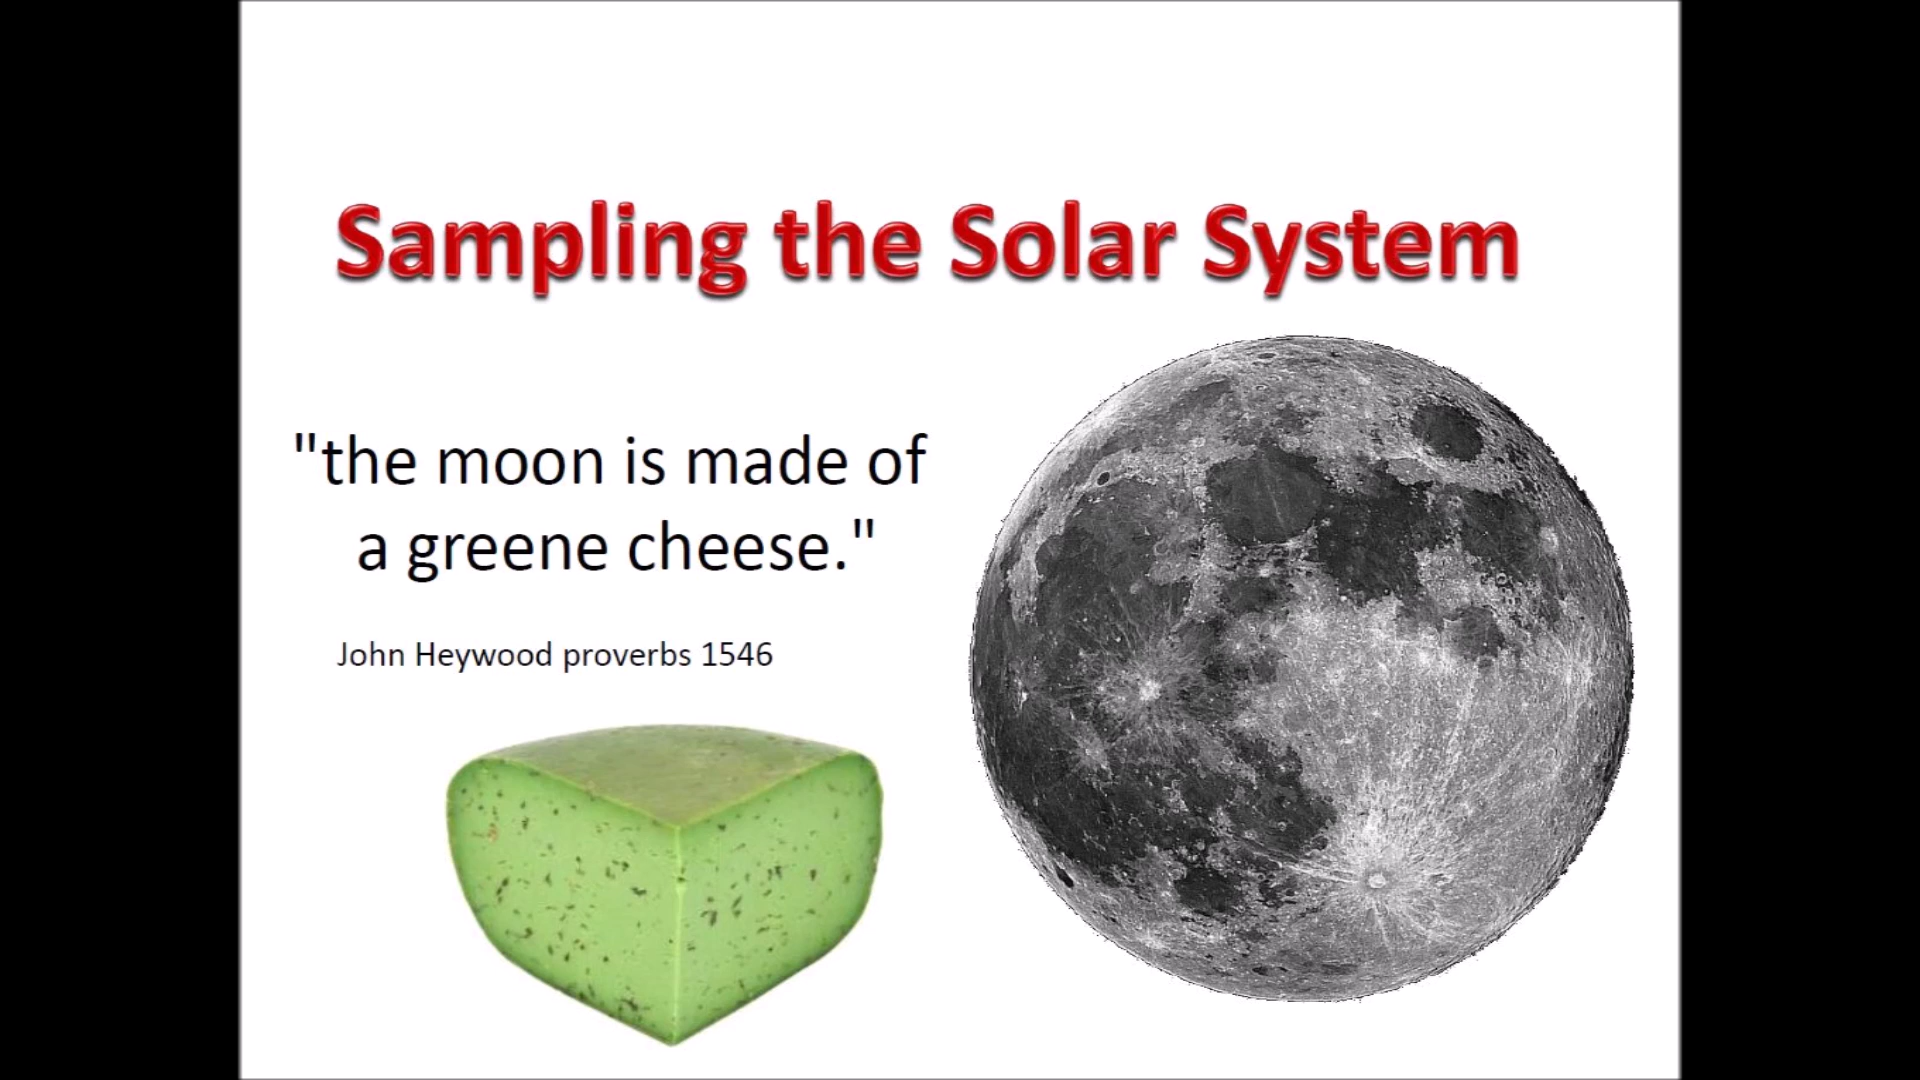 Sampling the Solar System
"the moon is made of
a greene cheese."
John Heywood proverbs 1546